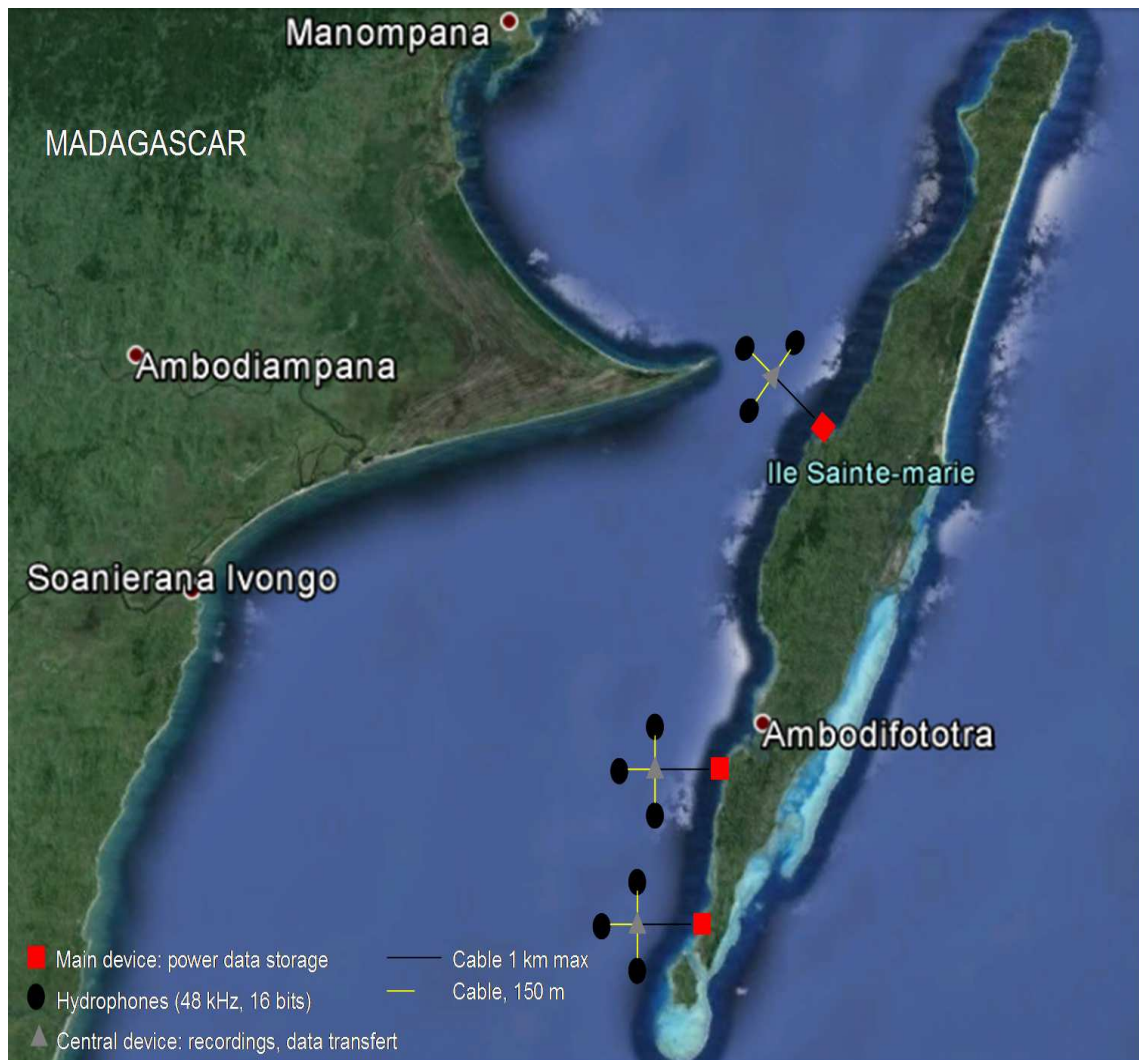 Manompana
MADAGASCAR
Ambodiampana
Ile Sainte-marie
Soanierana Ivongo
Ambodifototra
Main device: power data storage
Cable 1 km max
Hydrophones (48 kHz, 16 bits)
Cable, 150 m
Central device: recordings, data transfert